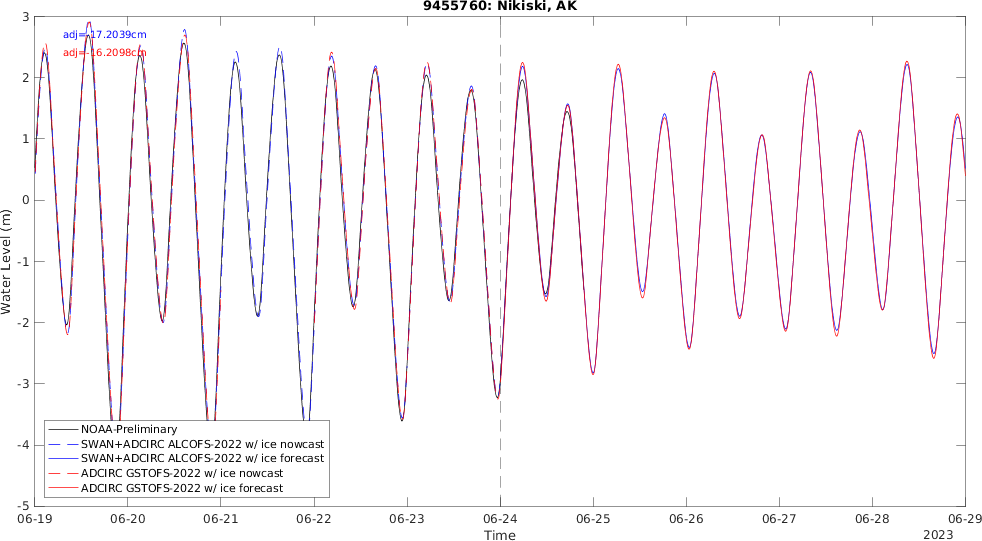 9455760: Nikiski, AK
adj=-17.2039cm
adj=-16.2098cm
Water Level (m)
3
2
1
0
-1
-2
-3
-4
-5
NOAA-Preliminary
SWAN+ADCIRC ALCOFS-2022 w/ ice nowcast
SWAN+ADCIRC ALCOFS-2022 w/ ice forecast
ADCIRC GSTOFS-2022 w/ ice nowcast
ADCIRC GSTOFS-2022 w/ ice forecast
06-19 06-20 06-21 06-22 06-23 06-24 06-25 06-26 06-27 06-28 06-29
Time
2023